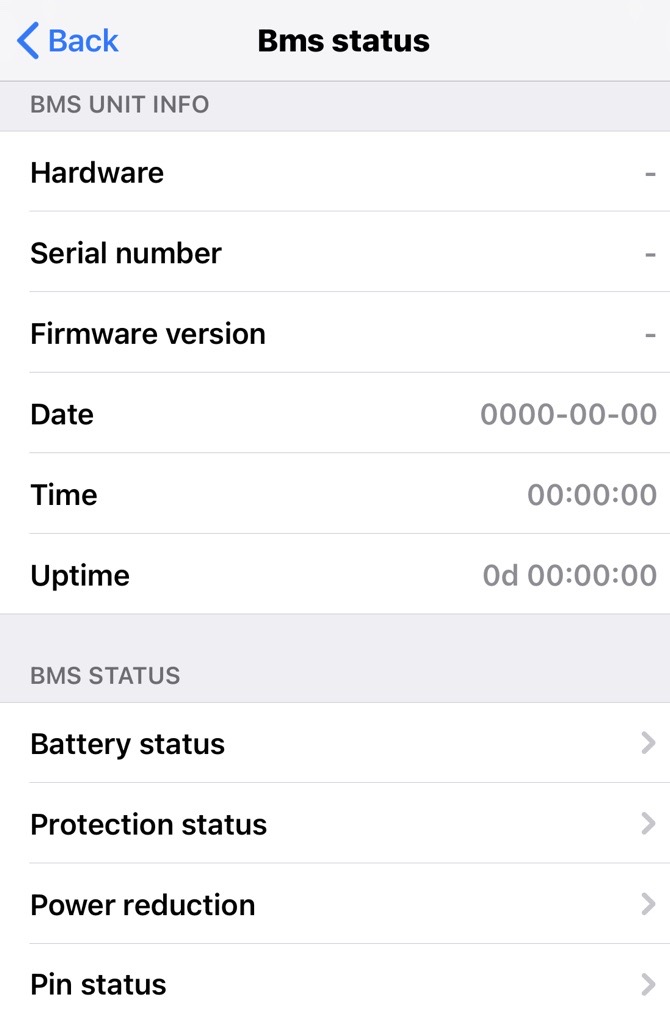 Back
Bms status
BMS UNIT INFO
Hardware -
Serial number -
Firmware version -
Date 0000-00-00
Time 00:00:00
Uptime 0d 00:00:00
BMS STATUS
Battery status
Protection status
Power reduction
Pin status